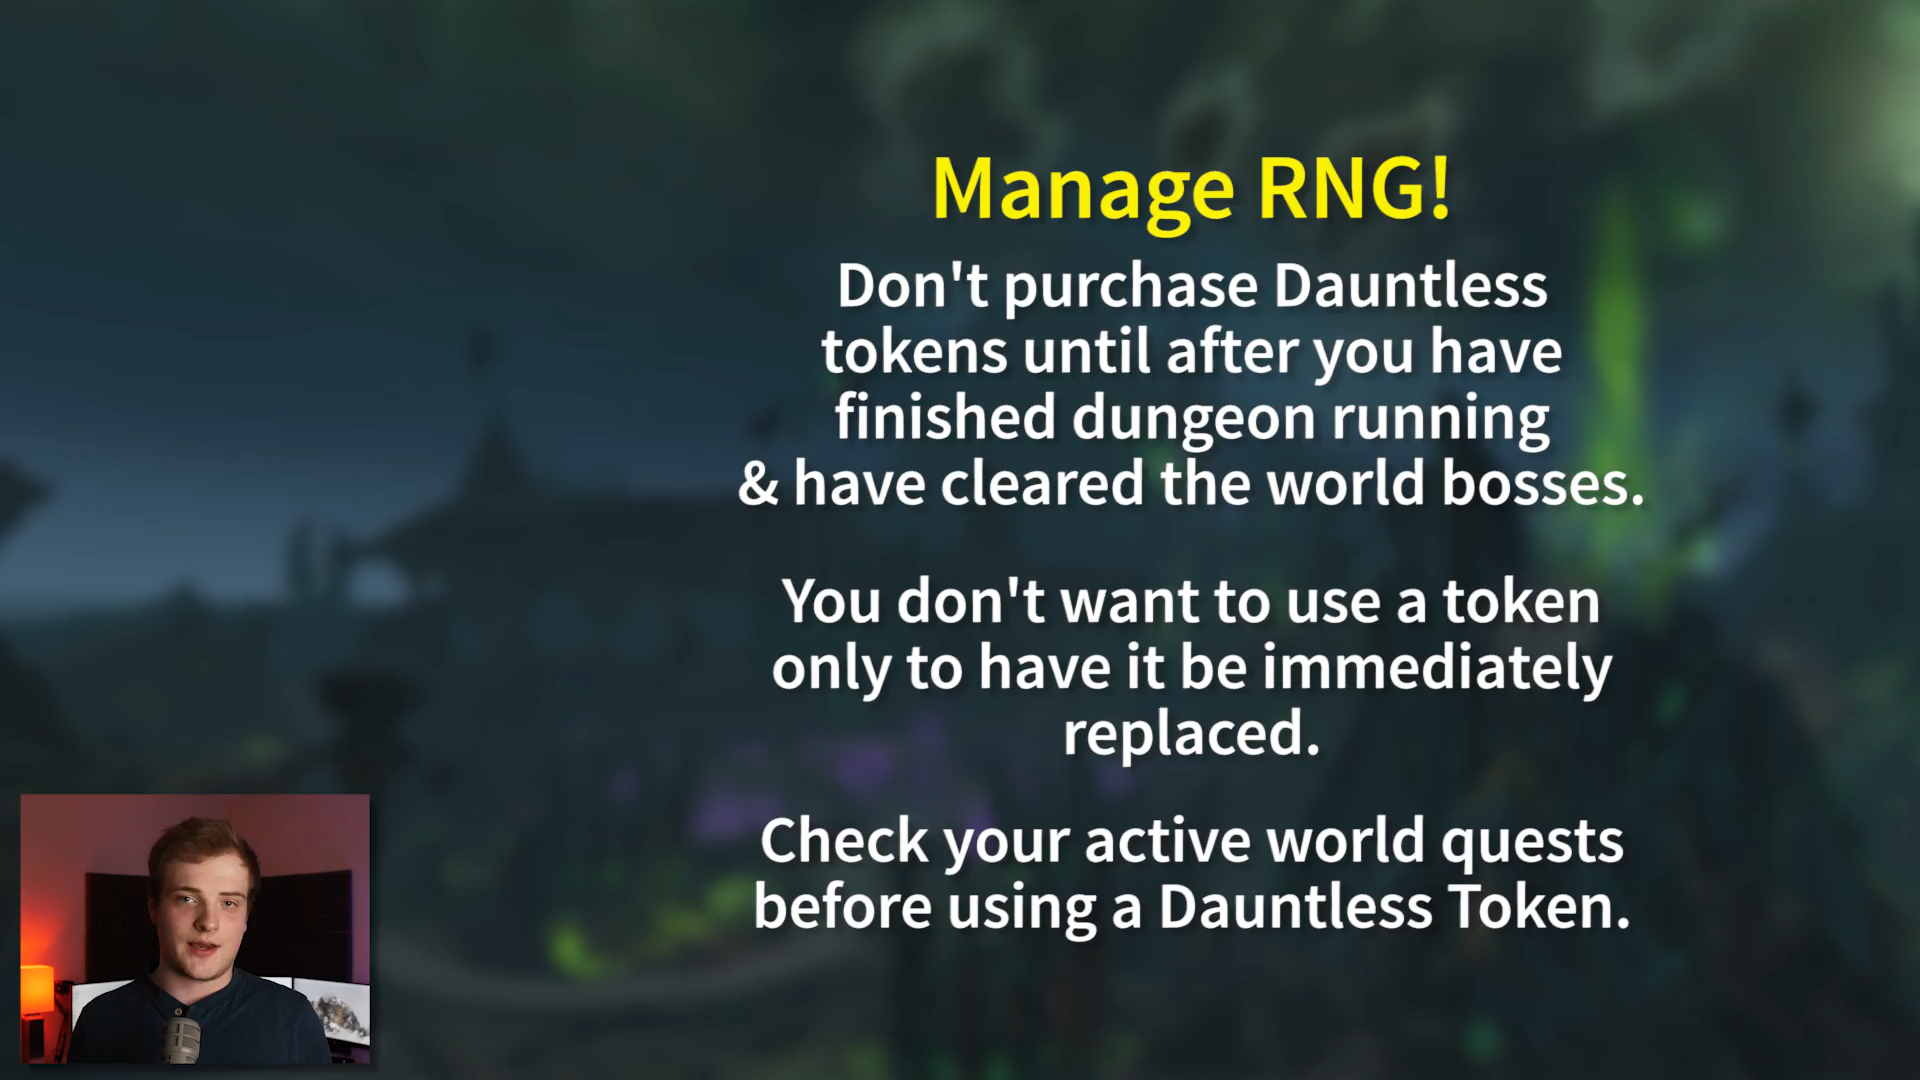 Manage RNG!
Don't purchase Dauntless
tokens until after you have
finished dungeon running
& have cleared the world bosses.
You don't want to use a token
only to have it be immediately
replaced.
Check your active world quests
before using a Dauntless Token.